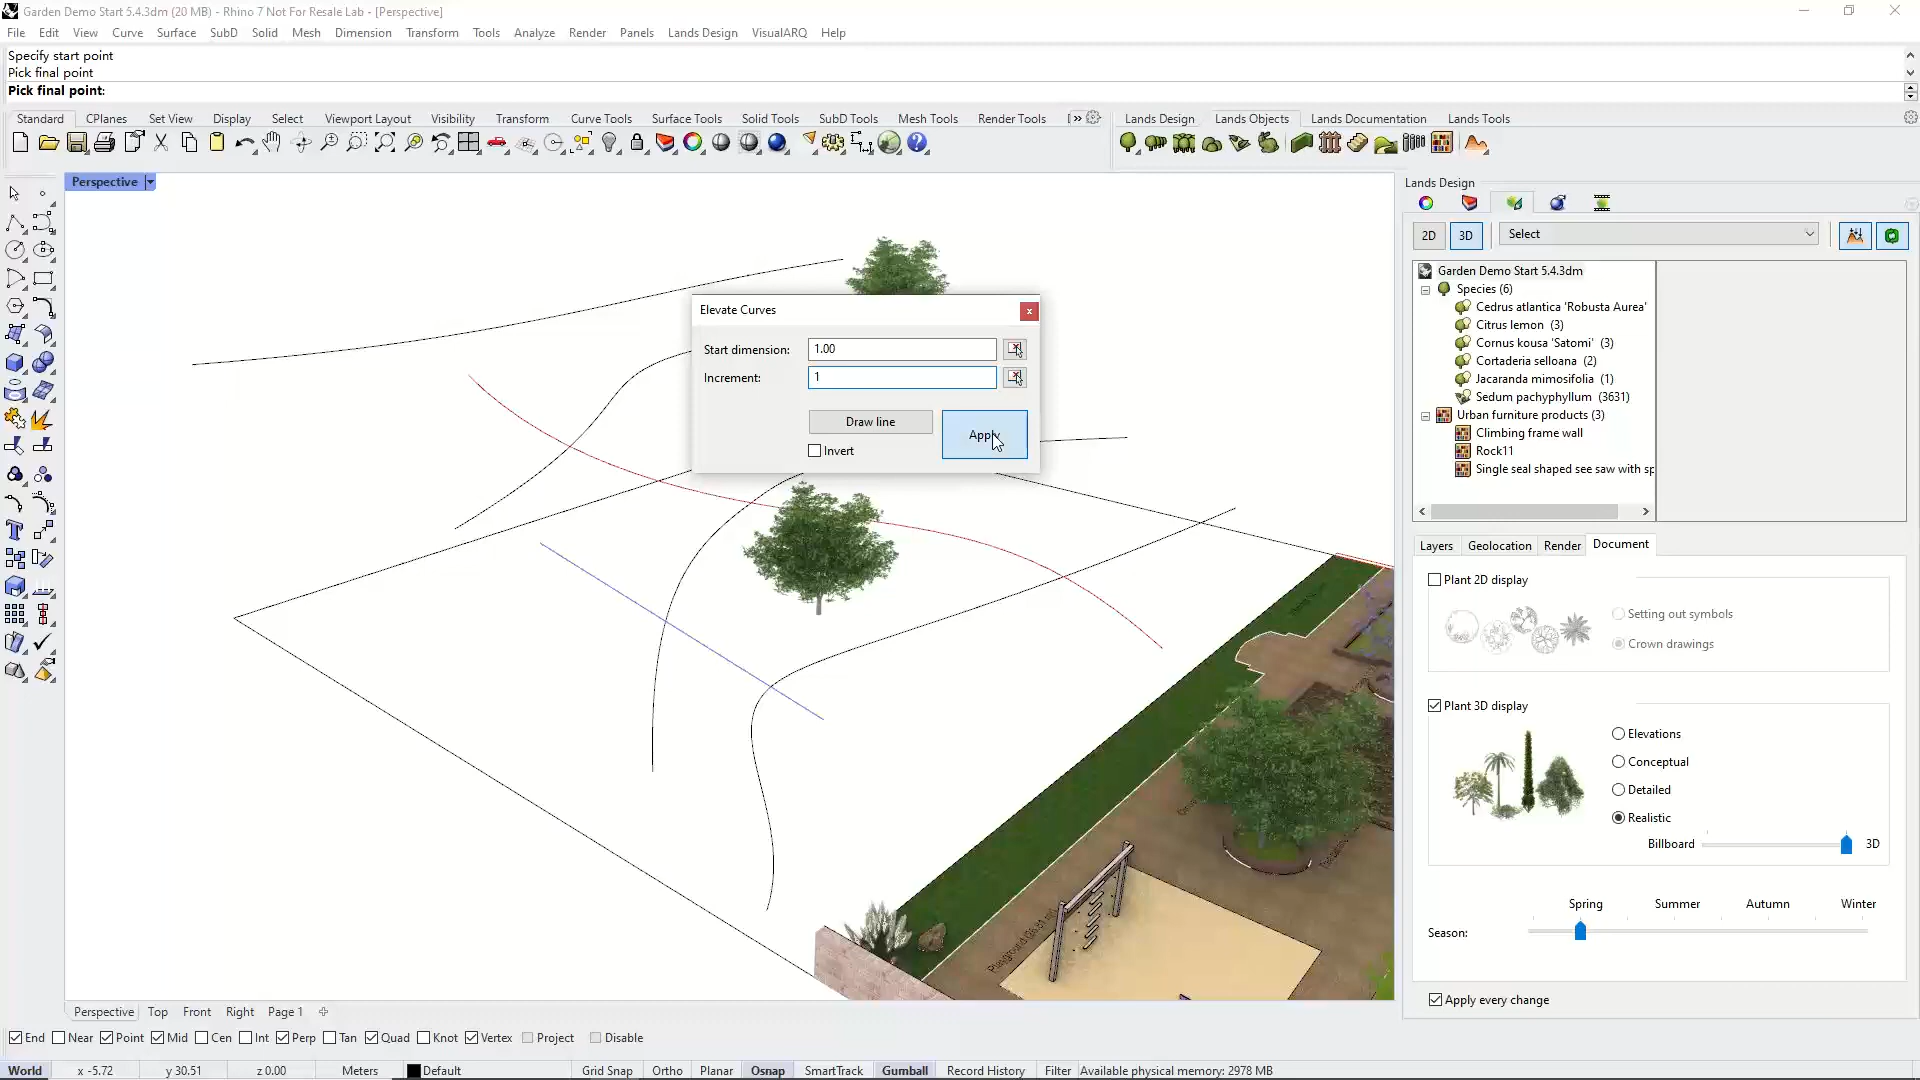 Garden Demo Start 5.4.3dm (20 MB) - Rhino 7 Not For Resale Lab - [Perspective]
File Edit View Curve Surface SubD Solid Mesh Dimension Transform Tools Analyze Render Panels Lands Design VisualARQ Help
Specify start point
Pick final point
Pick final point:
Standard CPlanes Set View Display Select Viewport Layout Visibility Transform Curve Tools Surface Tools Solid Tools SubD Tools Mesh Tools Render Tools Lands Design Lands Objects Lands Documentation Lands Tools
Perspective
Lands Design
2D 3D Select
Garden Demo Start 5.4.3dm
Species (6)
Cedrus atlantica 'Robusta Aurea'
Citrus lemon (3)
Cornus kousa 'Satomi' (3)
Cortaderia selloana (2)
Jacaranda mimosifolia (1)
Sedum pachyphyllum (3631)
Urban furniture products (3)
Climbing frame wall
Rock11
Single seal shaped see saw with sp
Elevate Curves
x
Start dimension: 1.00
Increment: 1
Draw line
Apply
Invert
Layers Geolocation Render Document
Plant 2D display
Setting out symbols
Crown drawings
Plant 3D display
Elevations
Conceptual
Detailed
Realistic
Billboard 3D
Spring Summer Autumn Winter
Season:
Apply every change
Perspective Top Front Right Page 1
End Near Point Mid Cen Int Perp Tan Quad Knot Vertex Project Disable
World x -5.72 y 30.51 z 0.00 Meters Default Grid Snap Ortho Planar Osnap SmartTrack Gumball Record History Filter Available physical memory: 2978 MB